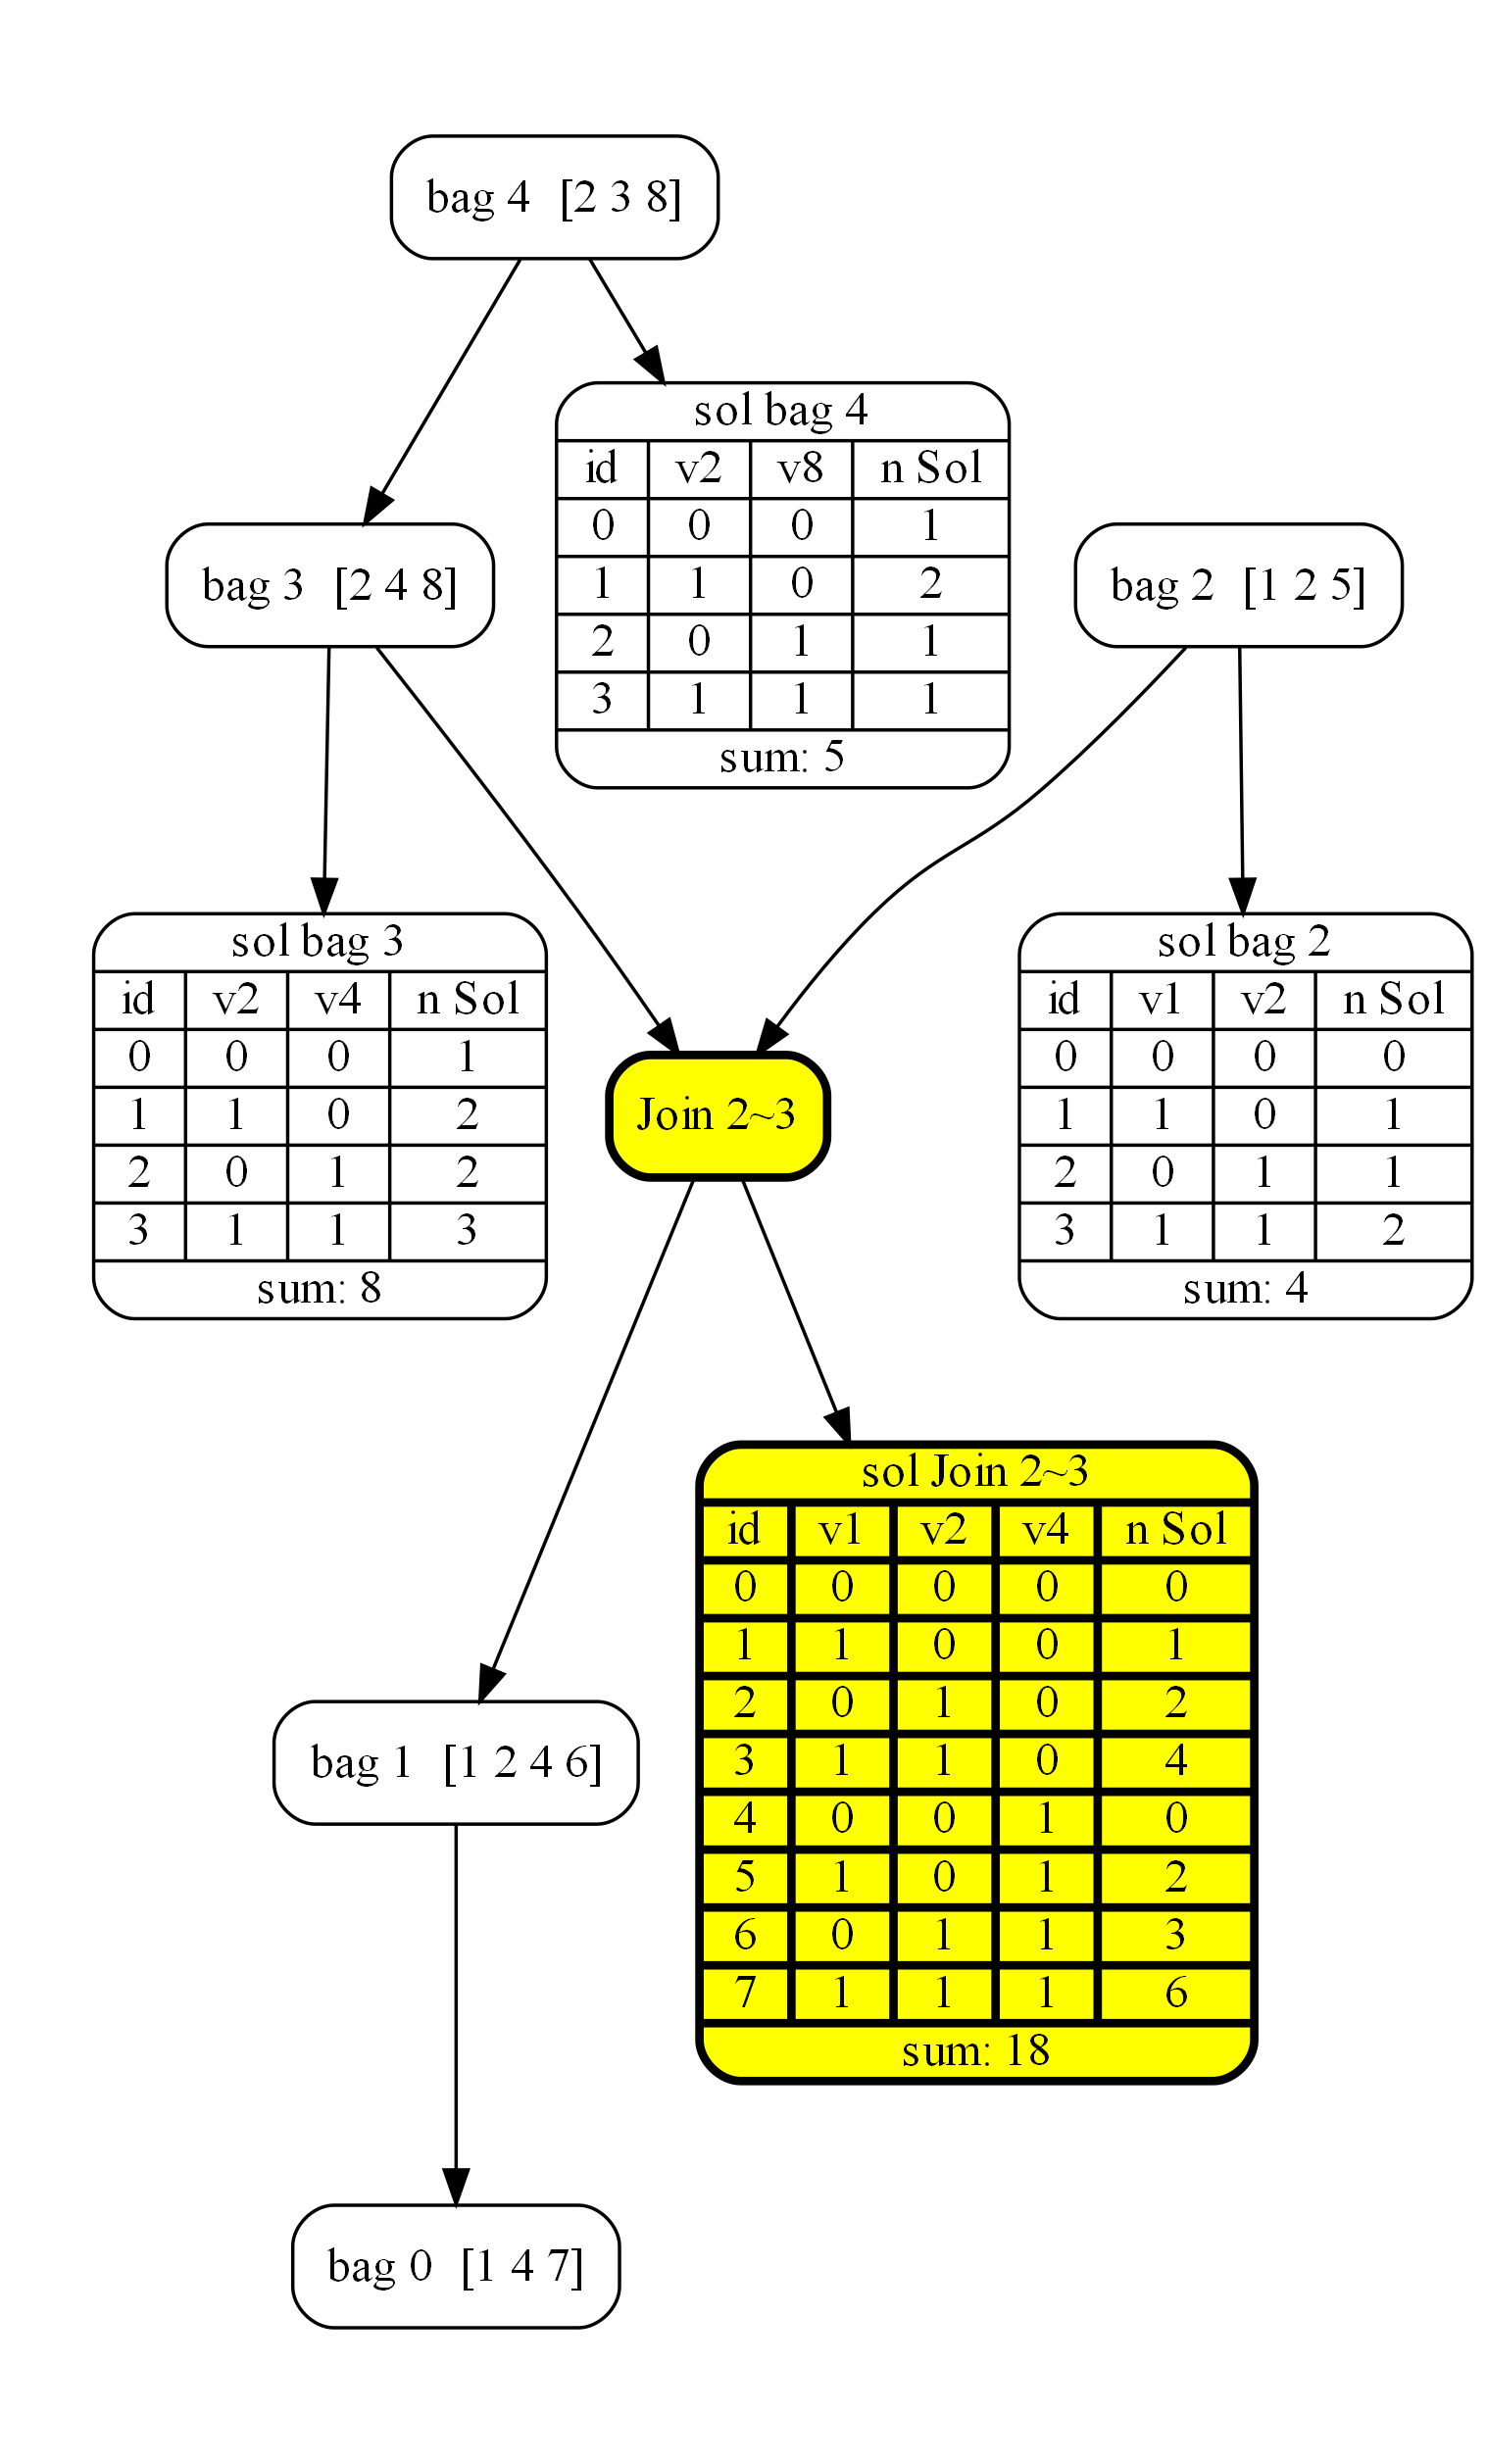 bag 4 [2 3 8]
sol bag 4
id v2 v8 n Sol
0 0 0 1
1 1 0 2
2 0 1 1
3 1 1 1
sum: 5
bag 3 [2 4 8]
bag 2 [1 2 5]
sol bag 3
id v2 v4 n Sol
0 0 0 1
1 1 0 2
2 0 1 2
3 1 1 3
sum: 8
Join 2~3
sol bag 2
id v1 v2 n Sol
0 0 0 0
1 1 0 1
2 0 1 1
3 1 1 2
sum: 4
sol Join 2~3
id v1 v2 v4 n Sol
0 0 0 0 0
1 1 0 0 1
2 0 1 0 2
3 1 1 0 4
4 0 0 1 0
5 1 0 1 2
6 0 1 1 3
7 1 1 1 6
sum: 18
bag 1 [1 2 4 6]
bag 0 [1 4 7]